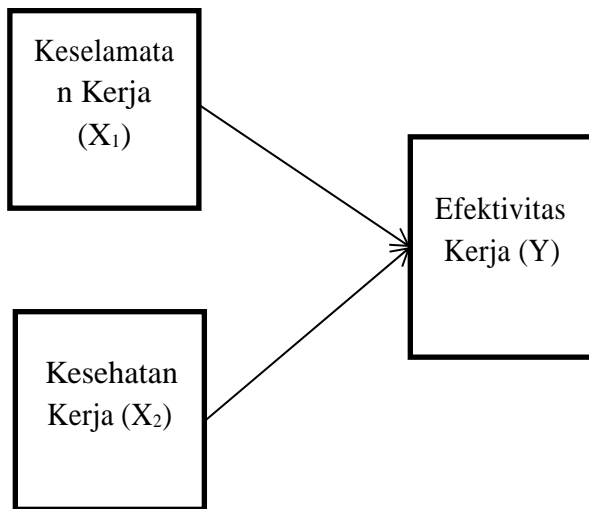 Keselamata
n Kerja
(X₁)
Efektivitas
Kerja (Y)
Kesehatan
Kerja (X₂)